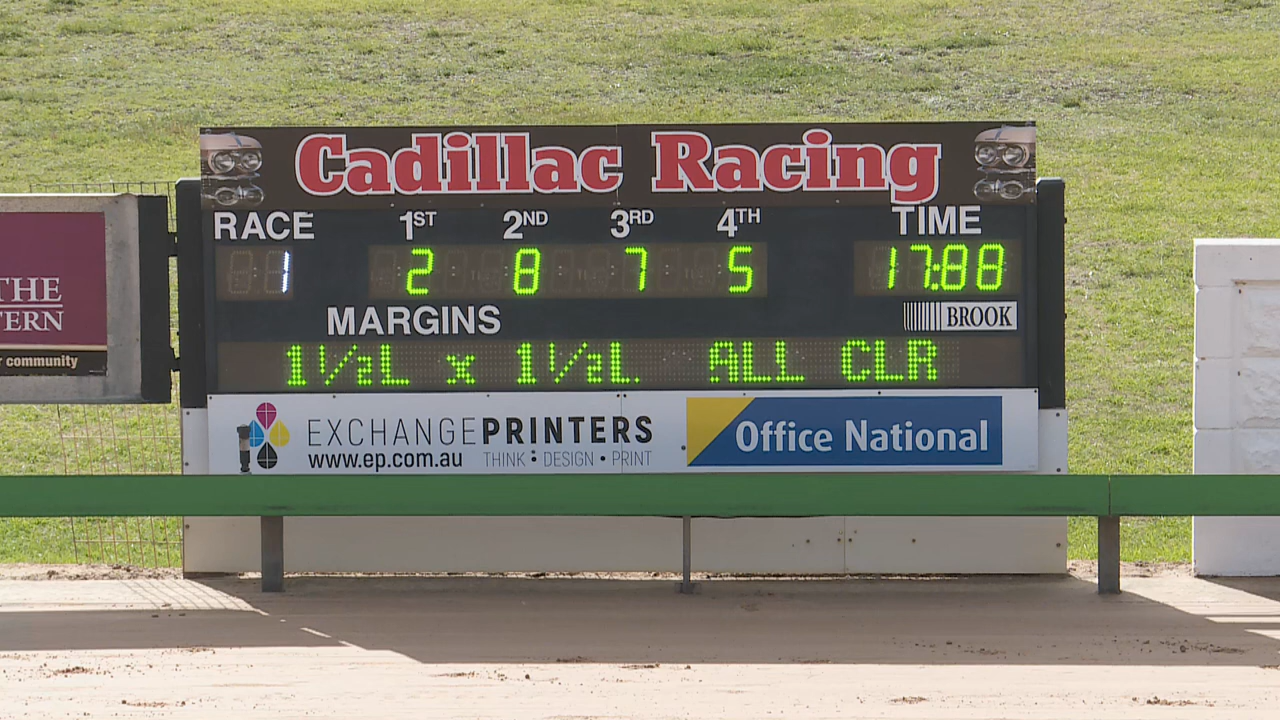 Cadillac Racing
RACE 1ST 2ND 3RD 4TH TIME
1 2 8 7 5 17:88
MARGINS
BROOK
1½L x 1½L. ALL CLR
EXCHANGEPRINTERS
www.ep.com.au THINK : DESIGN • PRINT
Office National
THE
TERN
community